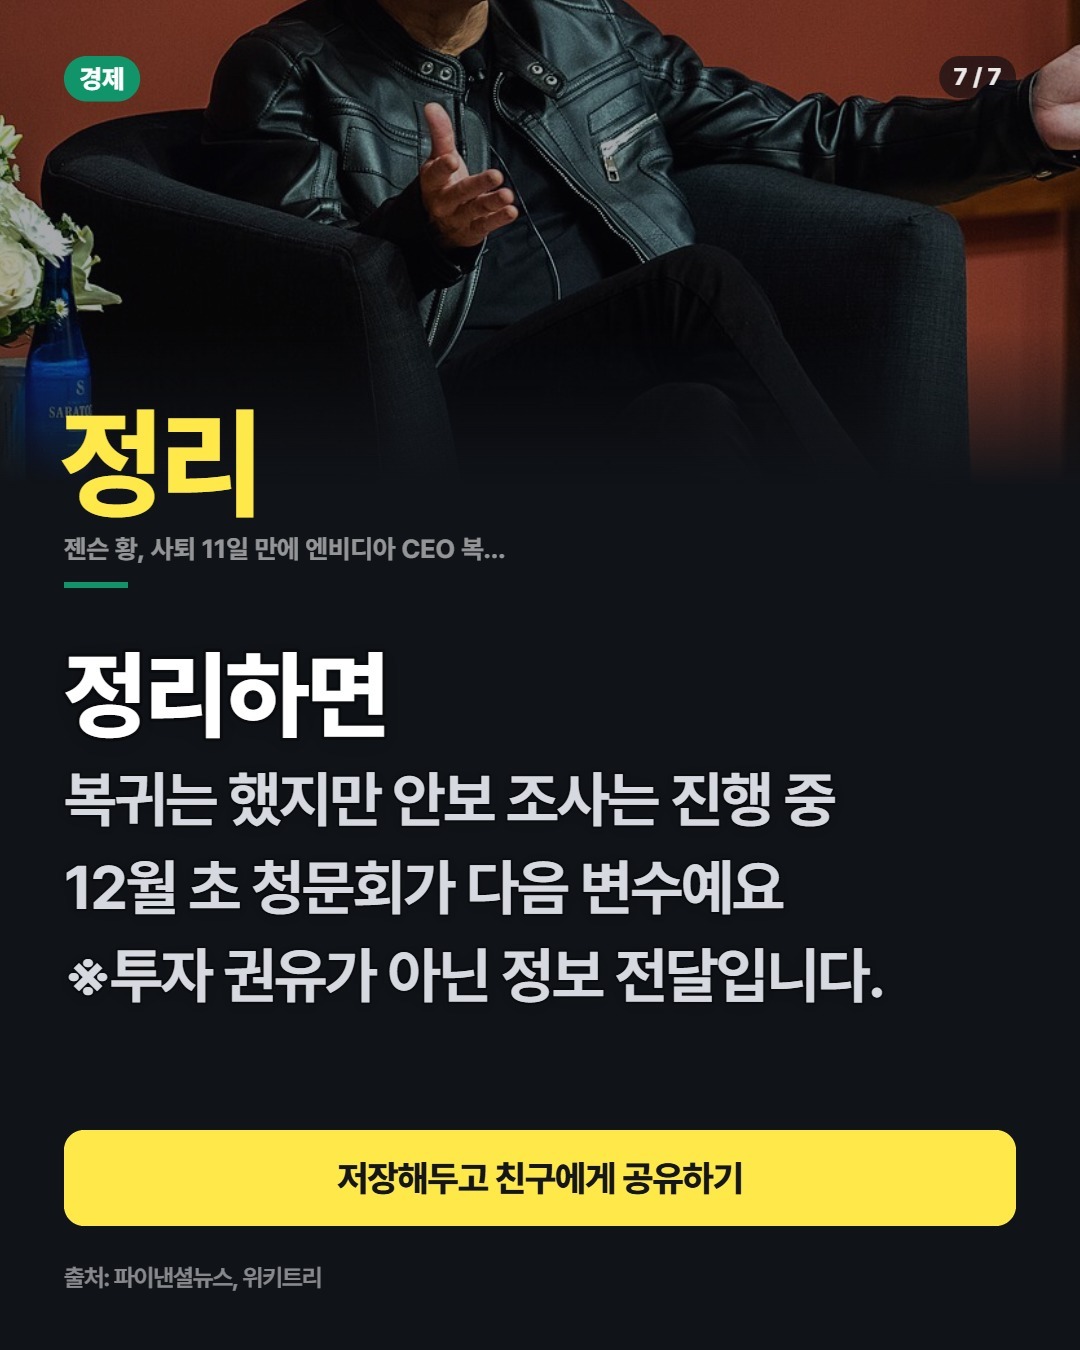 경제
7 / 7
S
정리
젠슨 황, 사퇴 11일 만에 엔비디아 CEO 복...
정리하면
복귀는 했지만 안보 조사는 진행 중
12월 초 청문회가 다음 변수예요
※투자 권유가 아닌 정보 전달입니다.
저장해두고 친구에게 공유하기
출처: 파이낸셜뉴스, 위키트리